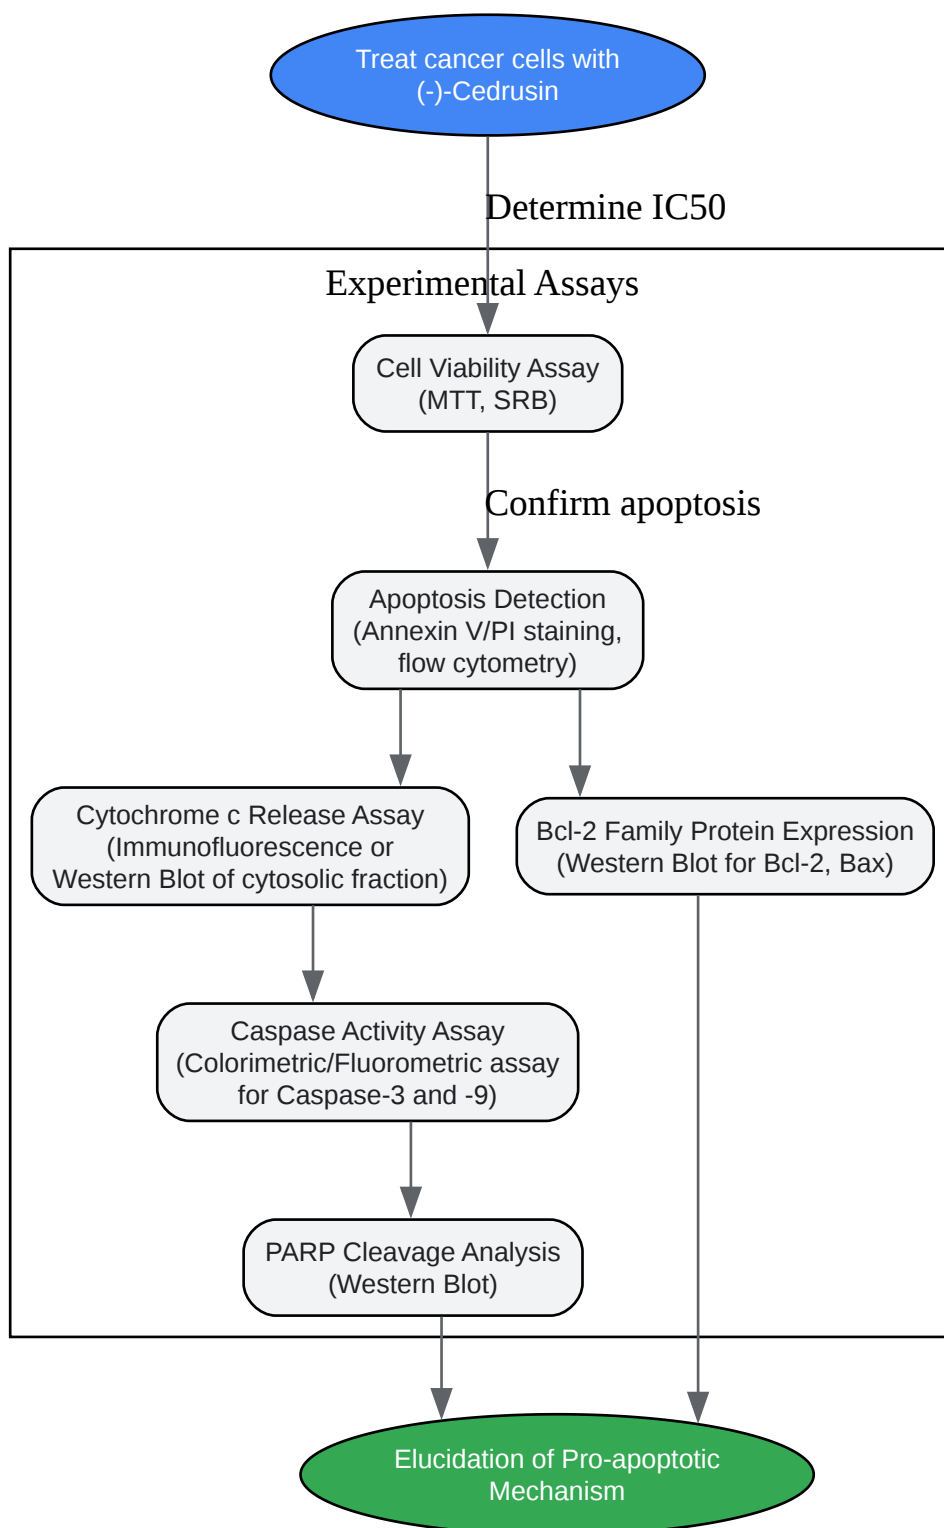 Treat cancer cells with
(-)-Cedrusin
Determine IC50
Experimental Assays
Cell Viability Assay
(MTT, SRB)
Confirm apoptosis
Apoptosis Detection
(Annexin V/PI staining,
flow cytometry)
Cytochrome c Release Assay
(Immunofluorescence or
Western Blot of cytosolic fraction)
Bcl-2 Family Protein Expression
(Western Blot for Bcl-2, Bax)
Caspase Activity Assay
(Colorimetric/Fluorometric assay
for Caspase-3 and -9)
PARP Cleavage Analysis
(Western Blot)
Elucidation of Pro-apoptotic
Mechanism